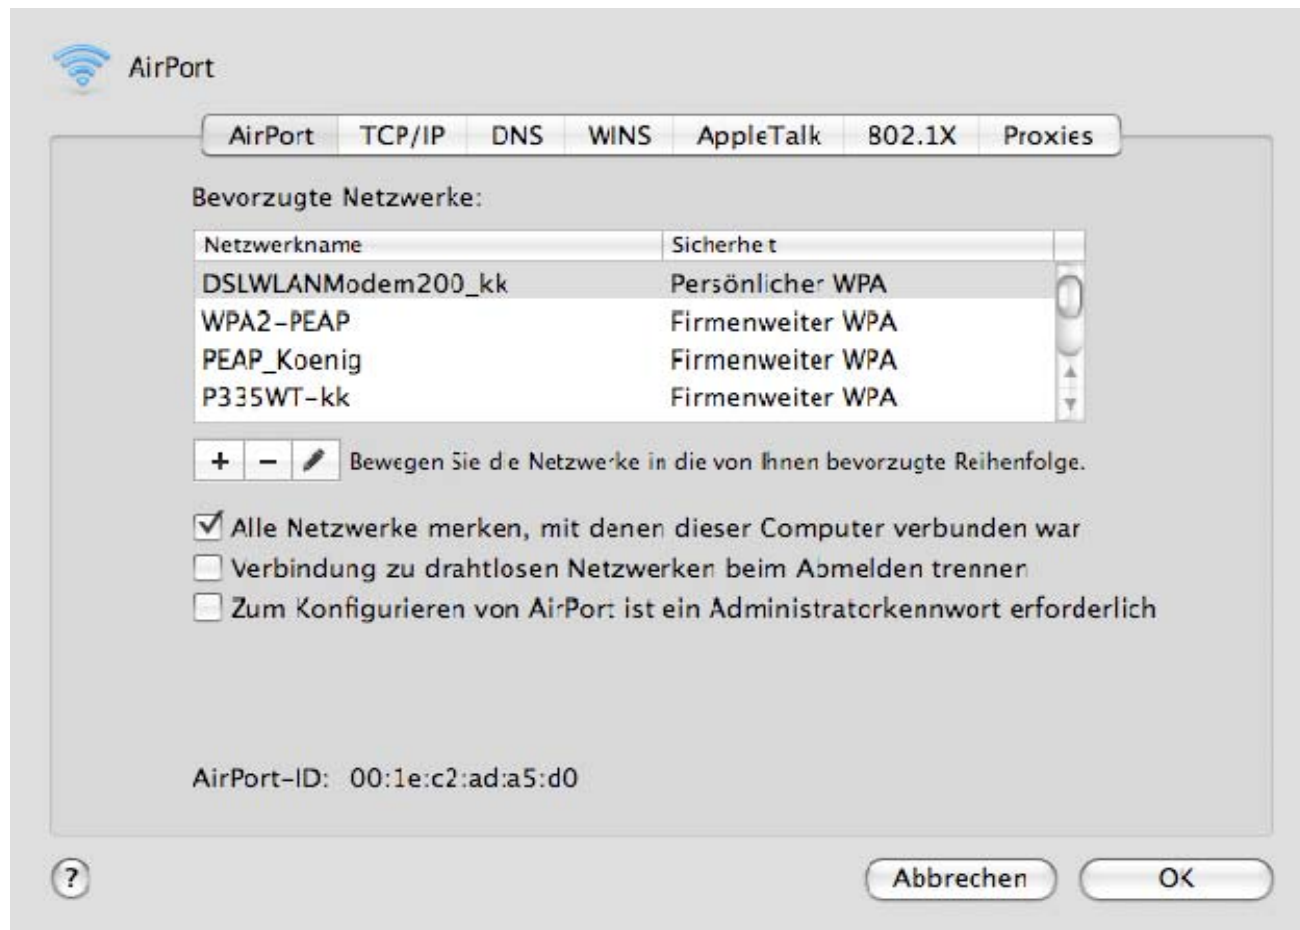 AirPort
AirPort TCP/IP DNS WINS AppleTalk 802.1X Proxies
Bevorzugte Netzwerke:
Netzwerkname Sicherheit
DSLWLANModem200_kk Persönlicher WPA
WPA2-PEAP Firmenweiter WPA
PEAP_Koenig Firmenweiter WPA
P335WT-kk Firmenweiter WPA
+ - Bewegen Sie die Netzwerke in die von Ihnen bevorzugte Reihenfolge.
Alle Netzwerke merken, mit denen dieser Computer verbunden war
Verbindung zu drahtlosen Netzwerken beim Abmelden trennen
Zum Konfigurieren von AirPort ist ein Administratorkennwort erforderlich
AirPort-ID: 00:1e:c2:ad:a5:d0
? Abbrechen OK